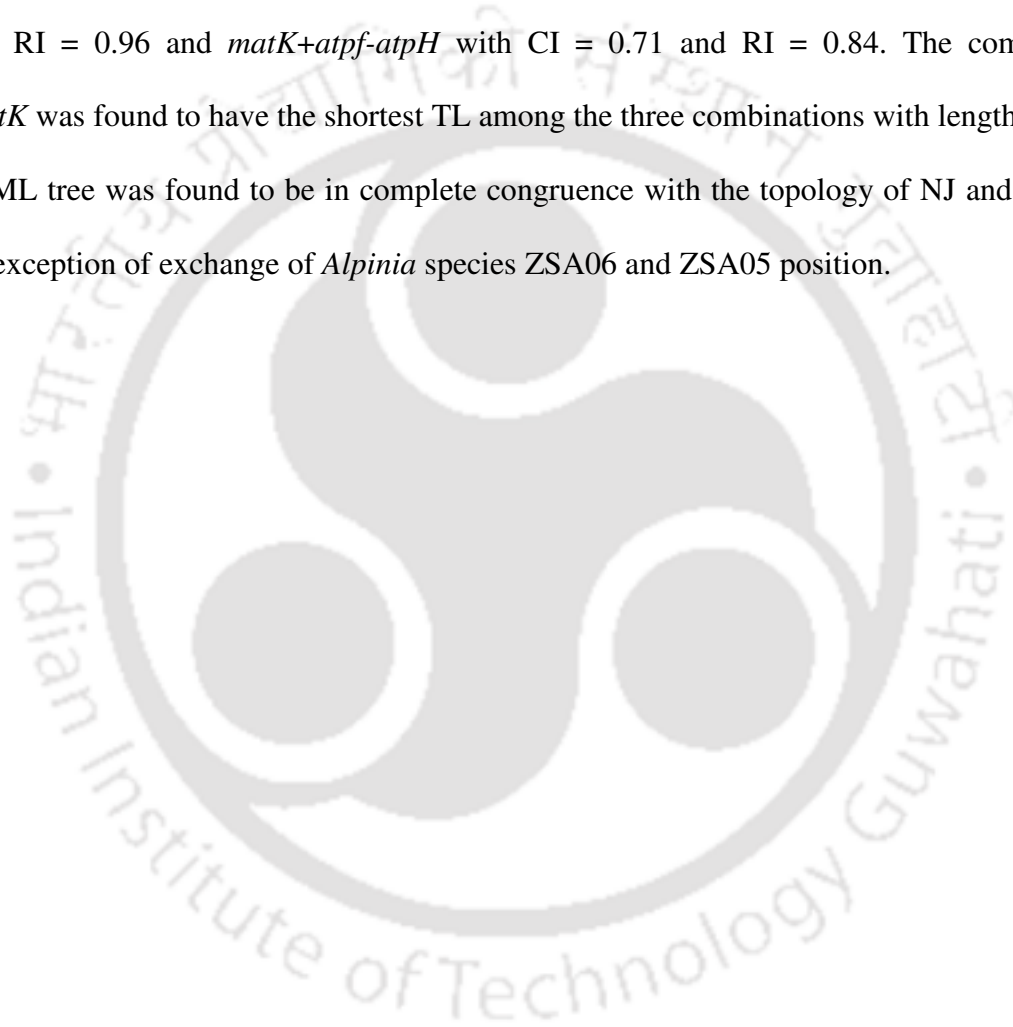 RI = 0.96 and matK+atpf-atpH with CI = 0.71 and RI = 0.84. The com
tK was found to have the shortest TL among the three combinations with length
ML tree was found to be in complete congruence with the topology of NJ and
exception of exchange of Alpinia species ZSA06 and ZSA05 position.
भारतीय प्रौद्योगिकी संस्थान गुवाहाटी
Indian Institute of Technology Guwahati